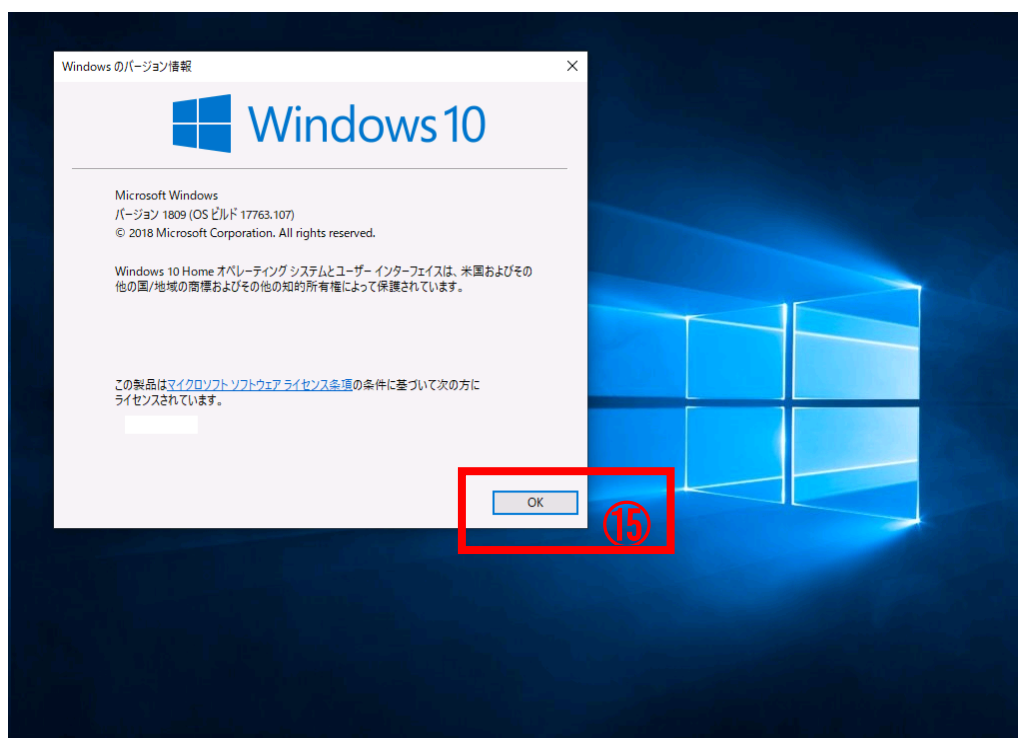 Windows のバージョン情報
Windows 10
Microsoft Windows
バージョン 1809 (OS ビルド 17763.107)
© 2018 Microsoft Corporation. All rights reserved.
Windows 10 Home オペレーティング システムとユーザー インターフェイスは、米国およびその
他の国/地域の商標およびその他の知的所有権によって保護されています。
この製品はマイクロソフト ソフトウェア ライセンス条項の条件に基づいて次の方に
ライセンスされています。
OK
⑮